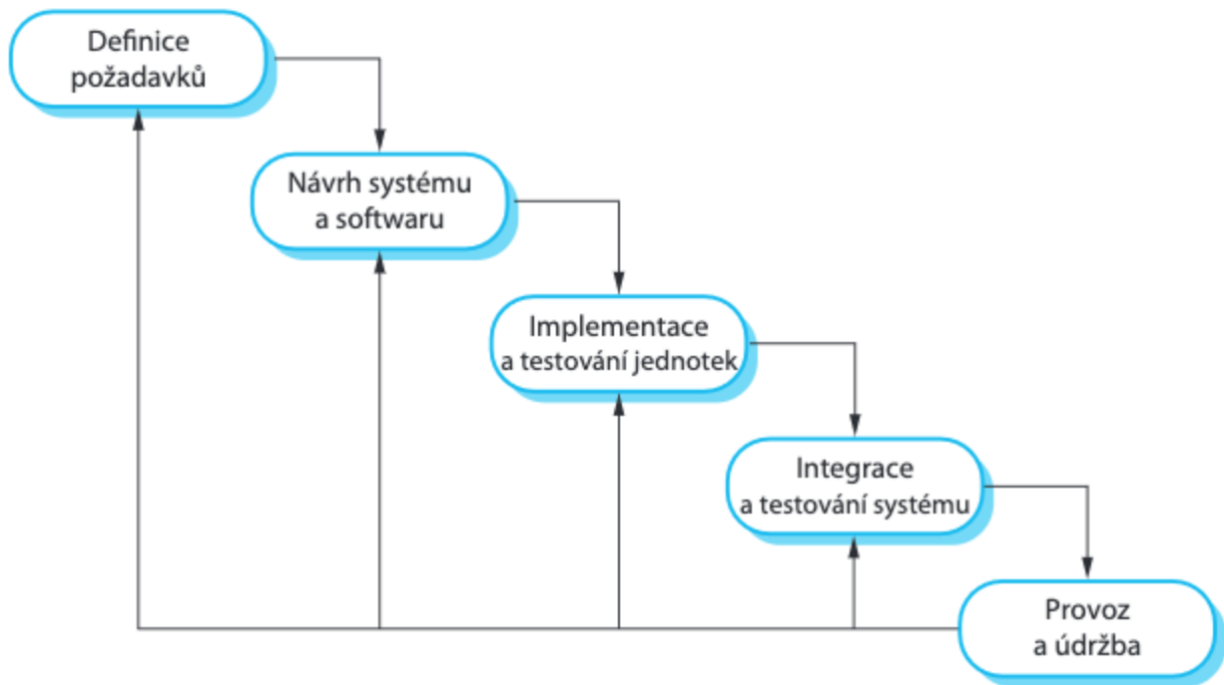 Definice
požadavků
Návrh systému
a softwaru
Implementace
a testování jednotek
Integrace
a testování systému
Provoz
a údržba